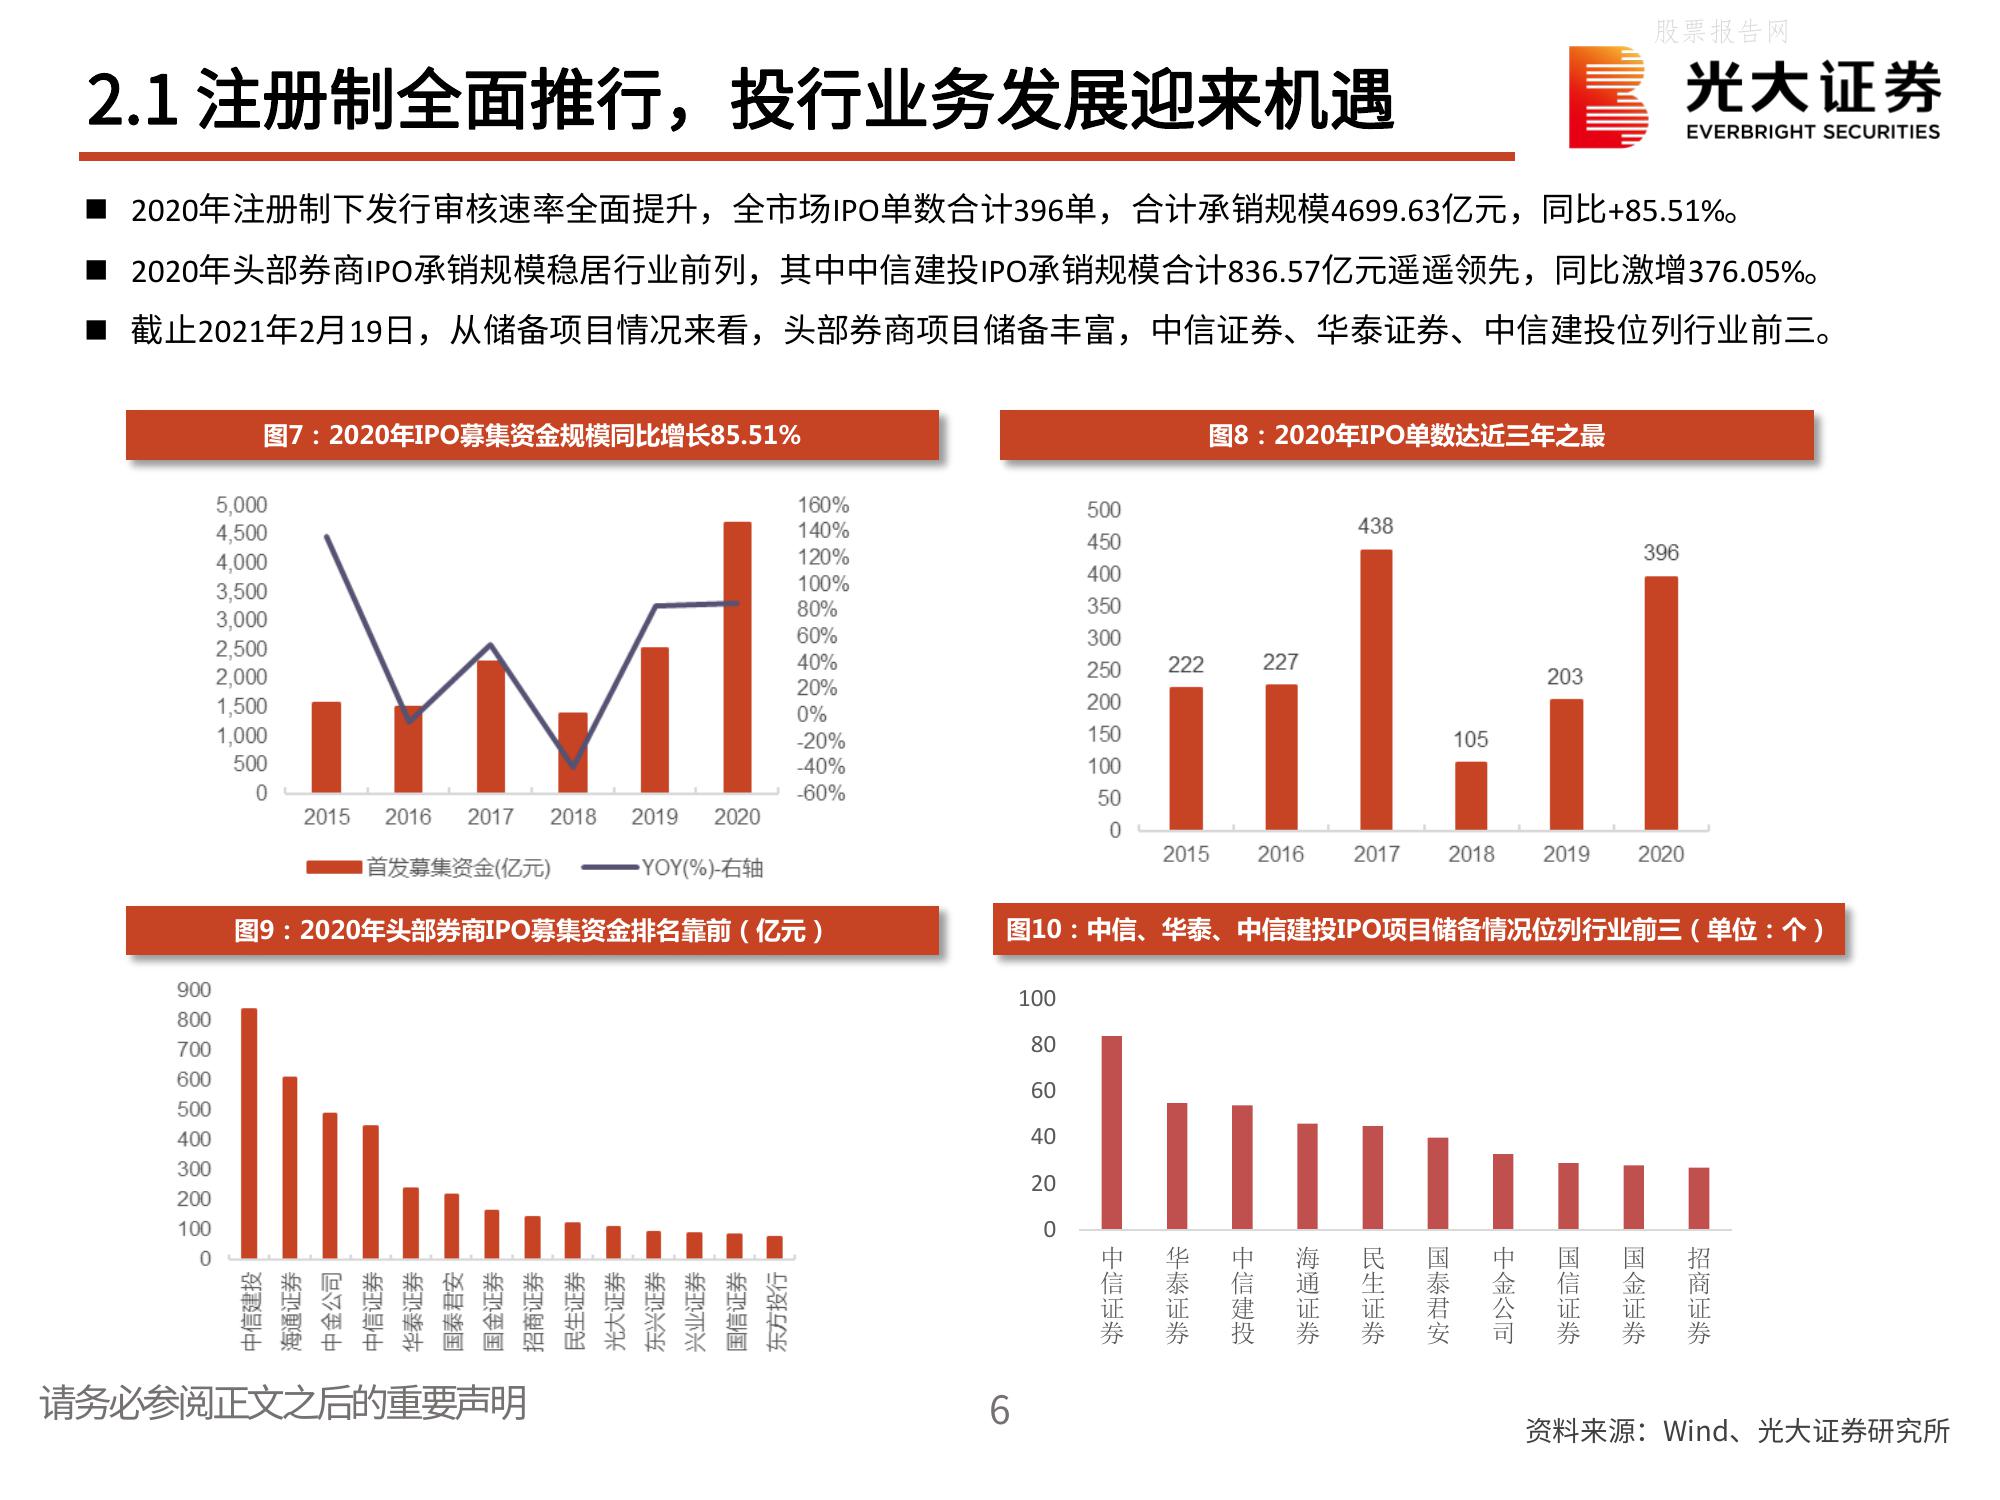 股票报告网
2.1 注册制全面推行，投行业务发展迎来机遇
光大证券
EVERBRIGHT SECURITIES
■ 2020年注册制下发行审核速率全面提升，全市场IPO单数合计396单，合计承销规模4699.63亿元，同比+85.51%。
■ 2020年头部券商IPO承销规模稳居行业前列，其中中信建投IPO承销规模合计836.57亿元遥遥领先，同比激增376.05%。
■ 截止2021年2月19日，从储备项目情况来看，头部券商项目储备丰富，中信证券、华泰证券、中信建投位列行业前三。
图7：2020年IPO募集资金规模同比增长85.51%
5,000
4,500
4,000
3,500
3,000
2,500
2,000
1,500
1,000
500
0
160%
140%
120%
100%
80%
60%
40%
20%
0%
-20%
-40%
-60%
2015 2016 2017 2018 2019 2020
首发募集资金(亿元) YOY(%)-右轴
图8：2020年IPO单数达近三年之最
500
450
400
350
300
250
200
150
100
50
0
222 227 438 105 203 396
2015 2016 2017 2018 2019 2020
图9：2020年头部券商IPO募集资金排名靠前（亿元）
900
800
700
600
500
400
300
200
100
0
中信建投
海通证券
中金公司
中信证券
华泰证券
国泰君安
国金证券
招商证券
民生证券
光大证券
东兴证券
兴业证券
国信证券
东方投行
图10：中信、华泰、中信建投IPO项目储备情况位列行业前三（单位：个）
100
80
60
40
20
0
中信证券
华泰证券
中信建投
海通证券
民生证券
国泰君安
中金公司
国信证券
国金证券
招商证券
请务必参阅正文之后的重要声明
6
资料来源：Wind、光大证券研究所